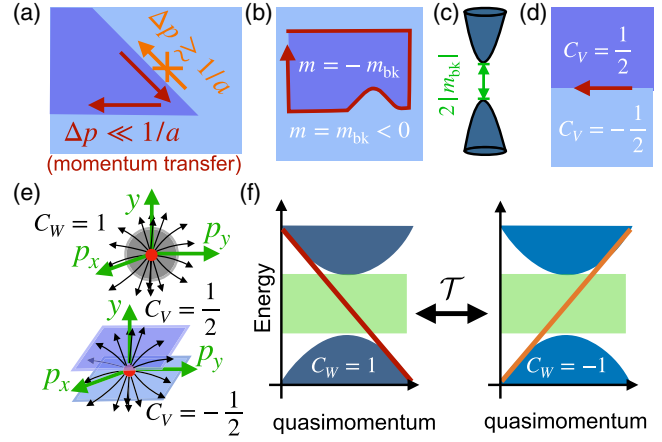 (a)
Δp ≳ 1/a
Δp ≪ 1/a
(momentum transfer)
(b)
m = − m_bk
m = m_bk < 0
(c)
2|m_bk|
(d)
C_V = 1/2
C_V = − 1/2
(e)
y
C_W = 1
p_x
p_y
C_V = 1/2
y
p_x
p_y
C_V = − 1/2
(f)
Energy
C_W = 1
quasimomentum
𝒯
C_W = −1
quasimomentum